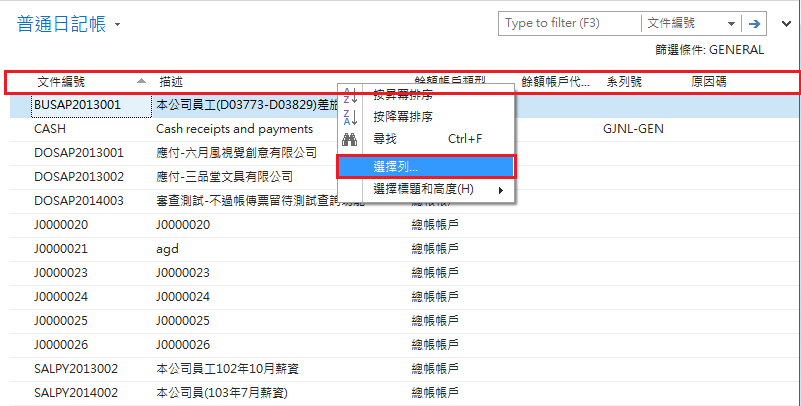 普通日記帳
Type to filter (F3) 文件編號
篩選條件: GENERAL
文件編號 描述 餘額帳戶類型 餘額帳戶代... 系列號 原因碼
BUSAP2013001 本公司員工(D03773-D03829)差旅
CASH Cash receipts and payments GJNL-GEN
DOSAP2013001 應付-六月風視覺創意有限公司
DOSAP2013002 應付-三品堂文具有限公司
DOSAP2014003 審查測試-不過帳傳票留待測試查詢功能 總帳帳戶
J0000020 J0000020 總帳帳戶
J0000021 agd 總帳帳戶
J0000023 J0000023 總帳帳戶
J0000024 J0000024 總帳帳戶
J0000025 J0000025 總帳帳戶
J0000026 J0000026 總帳帳戶
SALPY2013002 本公司員工102年10月薪資 總帳帳戶
SALPY2014002 本公司員(103年7月薪資) 總帳帳戶
按昇冪排序
按降冪排序
尋找 Ctrl+F
選擇列...
選擇標題和高度(H)